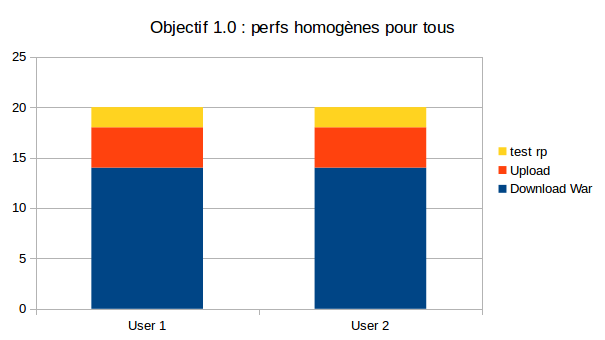 Objectif 1.0 : perfs homogènes pour tous
25
20
15
10
5
0
test rp
Upload
Download War
User 1
User 2